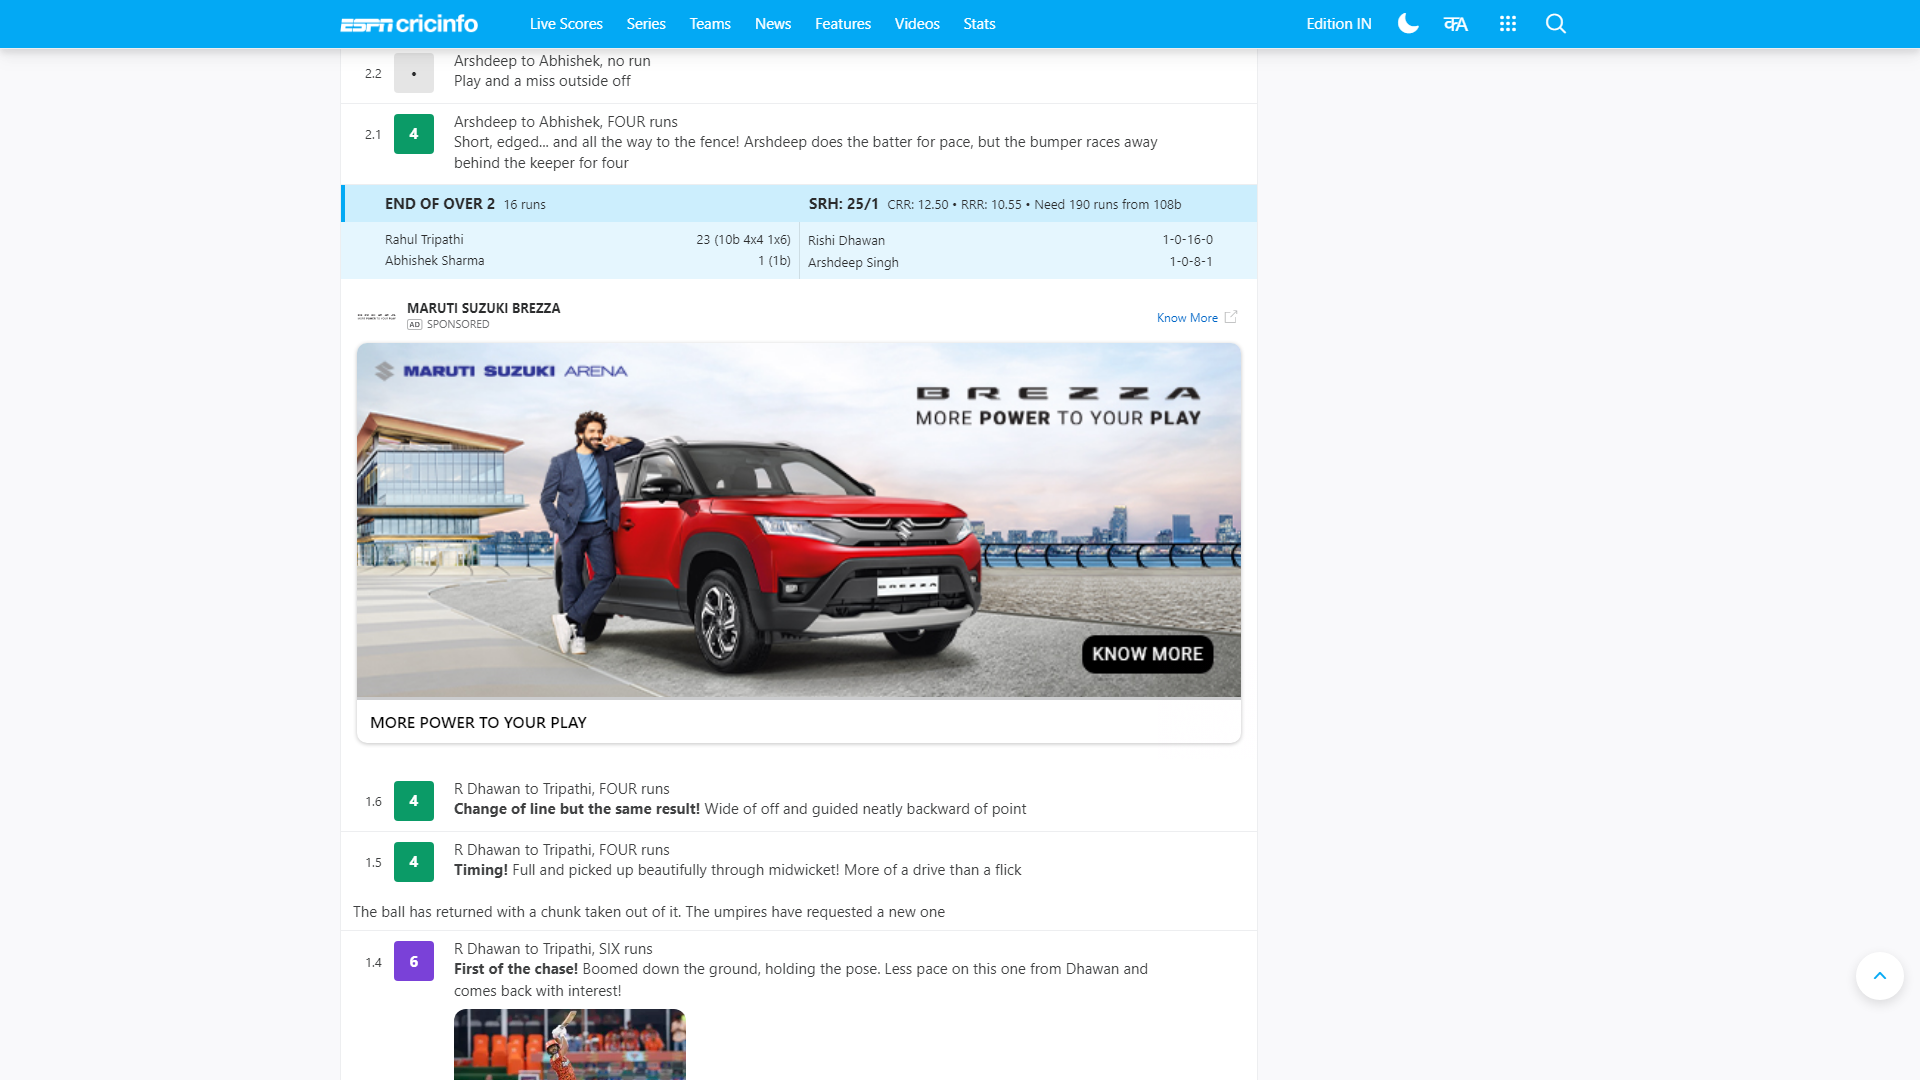 ESPN cricinfo Live Scores Series Teams News Features Videos Stats Edition IN कA
2.2 • Arshdeep to Abhishek, no run
Play and a miss outside off
2.1 4 Arshdeep to Abhishek, FOUR runs
Short, edged... and all the way to the fence! Arshdeep does the batter for pace, but the bumper races away
behind the keeper for four
END OF OVER 2 16 runs SRH: 25/1 CRR: 12.50 • RRR: 10.55 • Need 190 runs from 108b
Rahul Tripathi 23 (10b 4x4 1x6) Rishi Dhawan 1-0-16-0
Abhishek Sharma 1 (1b) Arshdeep Singh 1-0-8-1
MARUTI SUZUKI BREZZA
AD SPONSORED
Know More
MARUTI SUZUKI ARENA
BREZZA
MORE POWER TO YOUR PLAY
BREZZA
KNOW MORE
MORE POWER TO YOUR PLAY
1.6 4 R Dhawan to Tripathi, FOUR runs
Change of line but the same result! Wide of off and guided neatly backward of point
1.5 4 R Dhawan to Tripathi, FOUR runs
Timing! Full and picked up beautifully through midwicket! More of a drive than a flick
The ball has returned with a chunk taken out of it. The umpires have requested a new one
1.4 6 R Dhawan to Tripathi, SIX runs
First of the chase! Boomed down the ground, holding the pose. Less pace on this one from Dhawan and
comes back with interest!